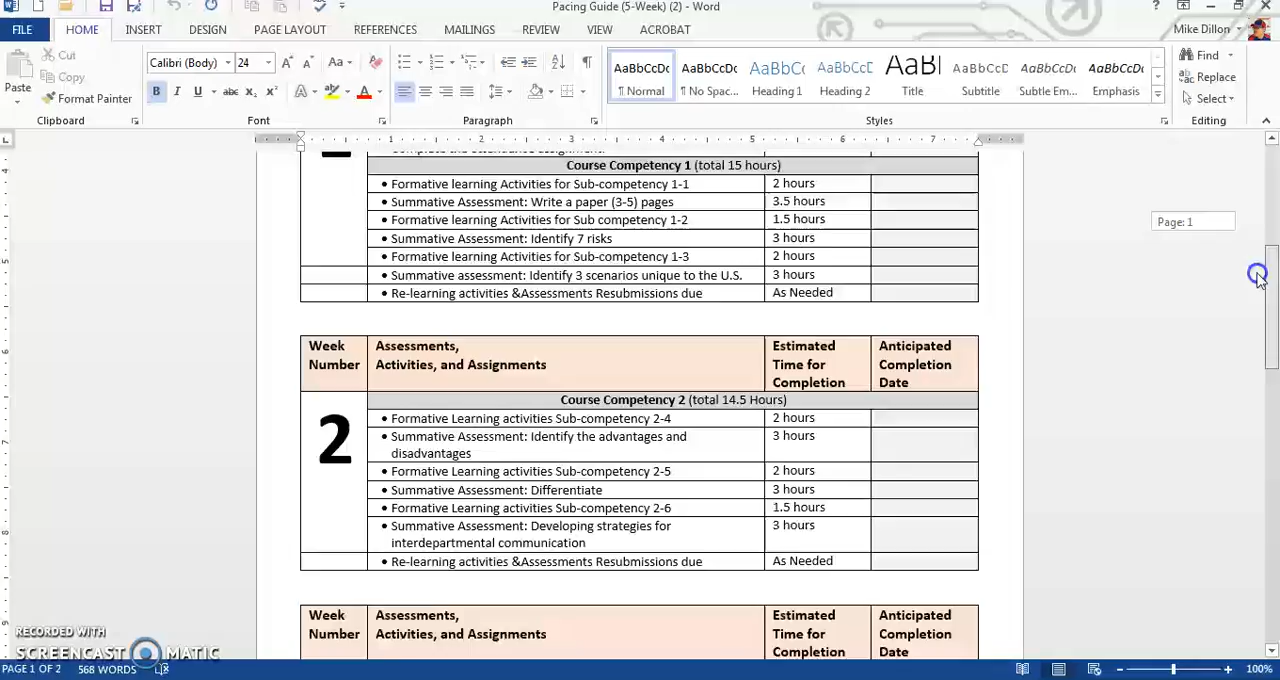 Pacing Guide (5-Week) (2) - Word
FILE HOME INSERT DESIGN PAGE LAYOUT REFERENCES MAILINGS REVIEW VIEW ACROBAT Mike Dillon
Paste
Cut
Copy
Format Painter
Calibri (Body) 24
Aa
B I U abc X₂ X²
A A
AaBbCcDc AaBbCcDc AaBbCc AaBbCcC AaBl AaBbCcD AaBbCcDc AaBbCcDc
¶ Normal ¶ No Spac... Heading 1 Heading 2 Title Subtitle Subtle Em... Emphasis
Find
Replace
Select
Clipboard Font Paragraph Styles Editing
1 2 3 4 5 6 7
Course Competency 1 (total 15 hours)
• Formative learning Activities for Sub-competency 1-1 2 hours
• Summative Assessment: Write a paper (3-5) pages 3.5 hours
• Formative learning Activities for Sub competency 1-2 1.5 hours
• Summative Assessment: Identify 7 risks 3 hours
• Formative learning Activities for Sub-competency 1-3 2 hours
• Summative assessment: Identify 3 scenarios unique to the U.S. 3 hours
• Re-learning activities &Assessments Resubmissions due As Needed
Page: 1
Week Number
Assessments,
Activities, and Assignments
Estimated Time for Completion
Anticipated Completion Date
Course Competency 2 (total 14.5 Hours)
2
• Formative Learning activities Sub-competency 2-4 2 hours
• Summative Assessment: Identify the advantages and 3 hours
disadvantages
• Formative Learning activities Sub-competency 2-5 2 hours
• Summative Assessment: Differentiate 3 hours
• Formative Learning activities Sub-competency 2-6 1.5 hours
• Summative Assessment: Developing strategies for 3 hours
interdepartmental communication
• Re-learning activities &Assessments Resubmissions due As Needed
Week Number
Assessments,
Activities, and Assignments
Estimated Time for Completion
Anticipated Completion Date
RECORDED WITH
SCREENCAST MATIC
PAGE 1 OF 2 568 WORDS 100%